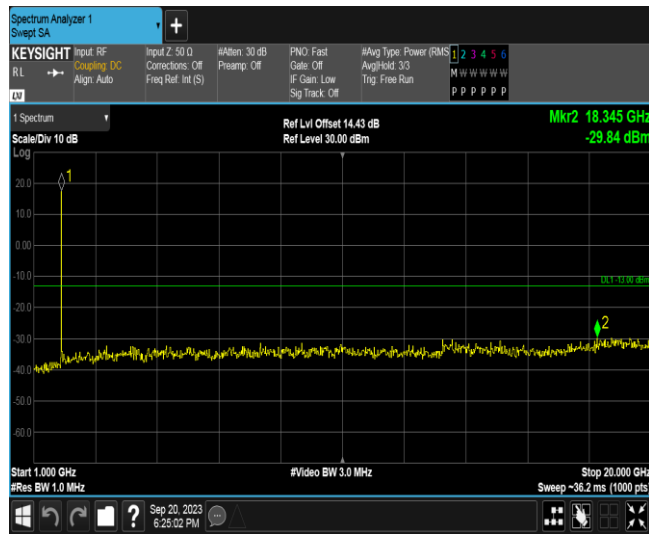 Spectrum Analyzer 1
Swept SA
+
KEYSIGHT Input: RF Input Z: 50 Ω #Atten: 30 dB PNO: Fast #Avg Type: Power (RMS 1 2 3 4 5 6
RL Coupling: DC Corrections: Off Preamp: Off Gate: Off Avg|Hold: 3/3 M W W W W W
Align: Auto Freq Ref: Int (S) IF Gain: Low Trig: Free Run
LXI Sig Track: Off P P P P P P
1 Spectrum Ref Lvl Offset 14.43 dB Mkr2 18.345 GHz
Scale/Div 10 dB Ref Level 30.00 dBm -29.84 dBm
Log
1
20.0
10.0
0.00
-10.0
DL1 -13.00 dBm
-20.0
2
-30.0
-40.0
-50.0
-60.0
Start 1.000 GHz #Video BW 3.0 MHz Stop 20.000 GHz
#Res BW 1.0 MHz Sweep ~36.2 ms (1000 pts)
? Sep 20, 2023
6:25:02 PM